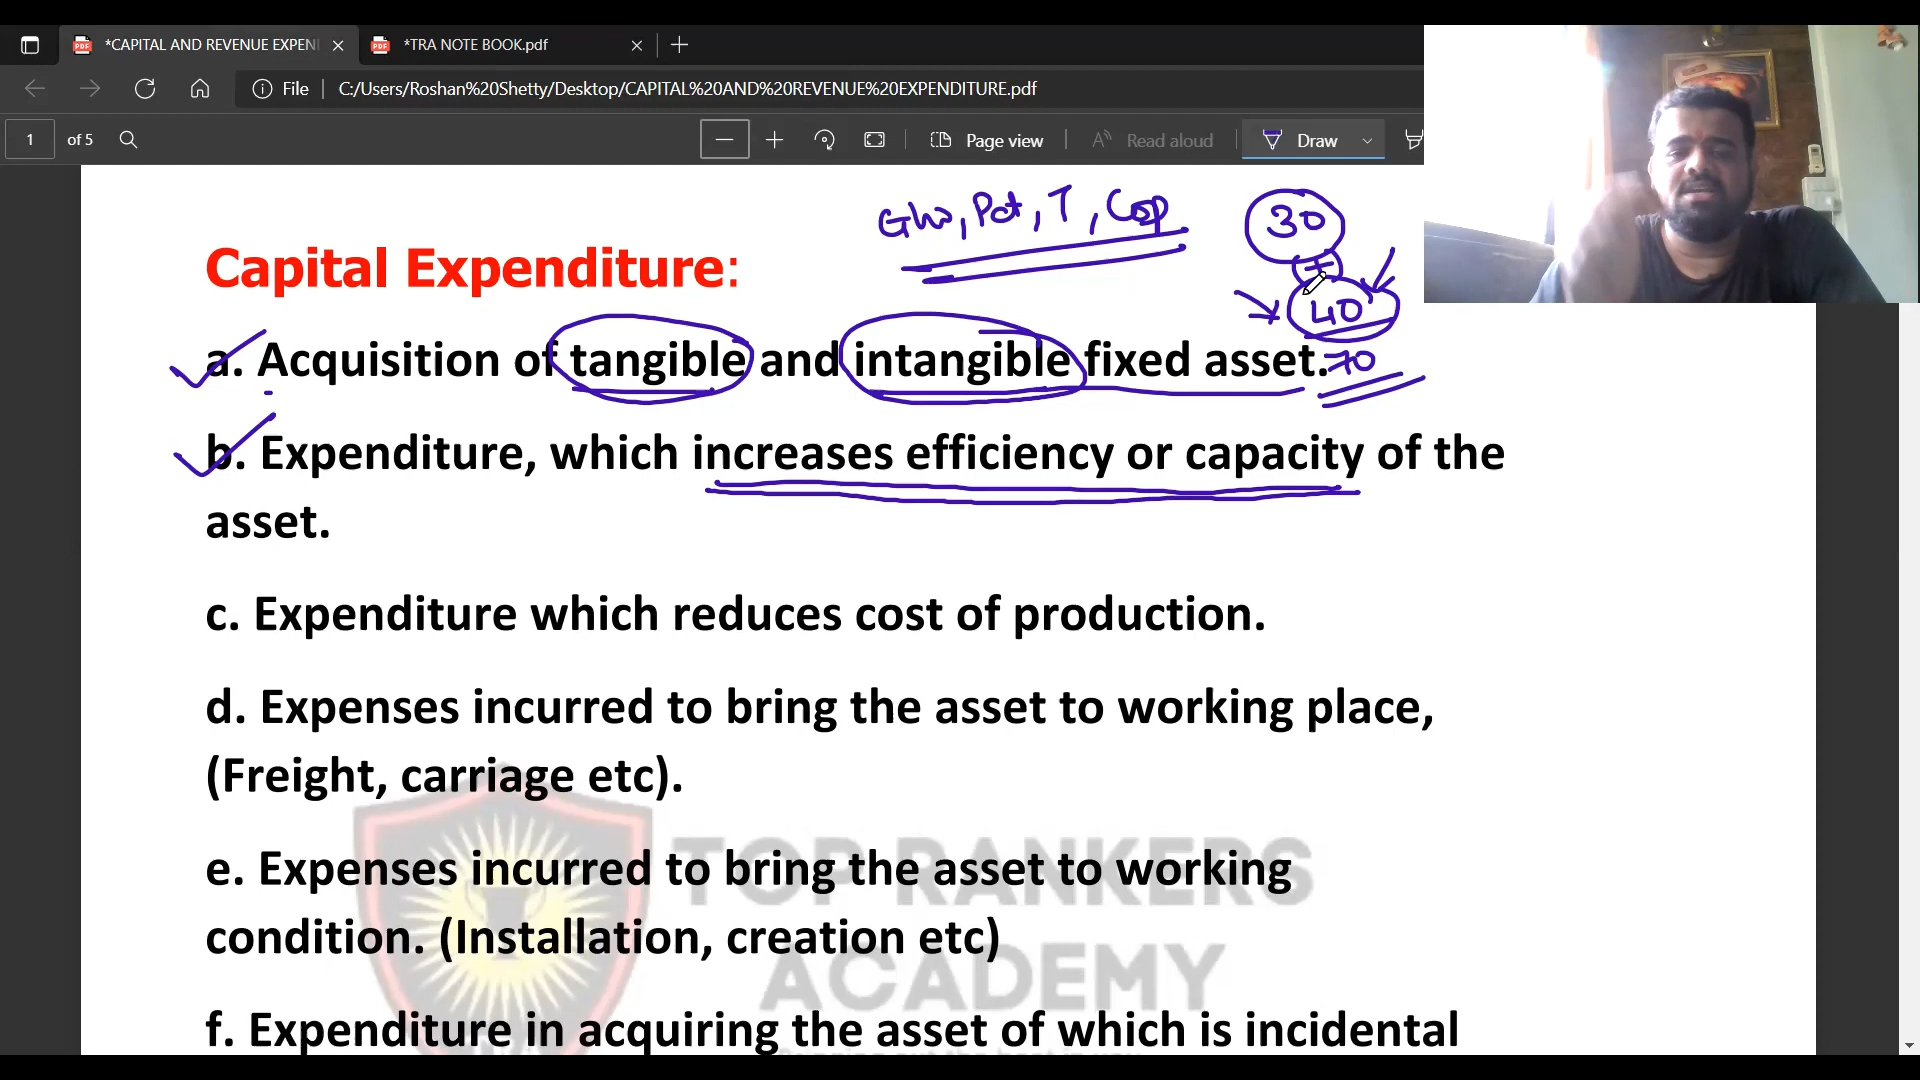 *CAPITAL AND REVENUE EXPEN
*TRA NOTE BOOK.pdf
File
C:/Users/Roshan%20Shetty/Desktop/CAPITAL%20AND%20REVENUE%20EXPENDITURE.pdf
1 of 5
Page view
Read aloud
Draw
Pat, T, Cop
30
+
40
70
Capital Expenditure:
a. Acquisition of tangible and intangible fixed asset.
b. Expenditure, which increases efficiency or capacity of the
asset.
c. Expenditure which reduces cost of production.
d. Expenses incurred to bring the asset to working place,
(Freight, carriage etc).
e. Expenses incurred to bring the asset to working
condition. (Installation, creation etc)
f. Expenditure in acquiring the asset of which is incidental
TOP RANKERS
ACADEMY